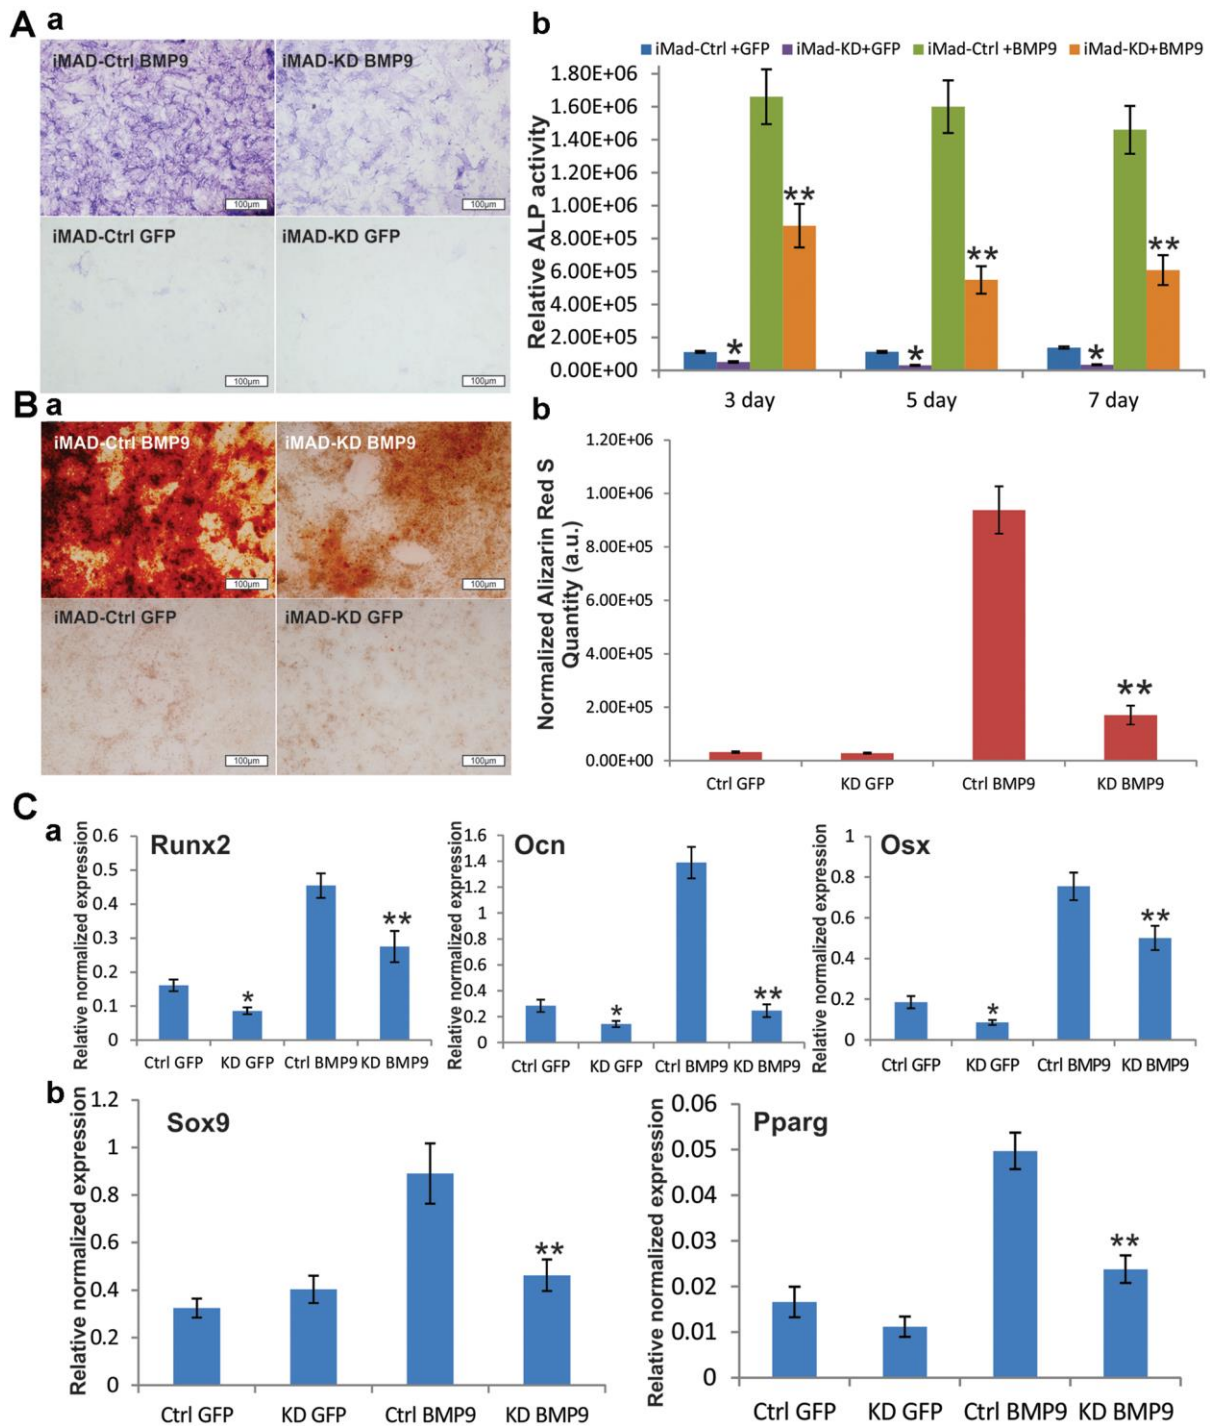 A a
iMAD-Ctrl BMP9
iMAD-KD BMP9
100µm
100µm
iMAD-Ctrl GFP
iMAD-KD GFP
100µm
100µm
b
iMad-Ctrl +GFP iMad-KD+GFP iMad-Ctrl +BMP9 iMad-KD+BMP9
Relative ALP activity
1.80E+06
1.60E+06
1.40E+06
1.20E+06
1.00E+06
8.00E+05
6.00E+05
4.00E+05
2.00E+05
0.00E+00
* ** * ** * **
3 day 5 day 7 day
B a
iMAD-Ctrl BMP9
iMAD-KD BMP9
100µm
100µm
iMAD-Ctrl GFP
iMAD-KD GFP
100µm
100µm
b
Normalized Alizarin Red S
Quantity (a.u.)
1.20E+06
1.00E+06
8.00E+05
6.00E+05
4.00E+05
2.00E+05
0.00E+00
**
Ctrl GFP KD GFP Ctrl BMP9 KD BMP9
C
a
Relative normalized expression
Runx2
0.6
0.5
0.4
0.3
0.2
0.1
0
* **
Ctrl GFP KD GFP Ctrl BMP9 KD BMP9
Relative normalized expression
Ocn
1.6
1.4
1.2
1
0.8
0.6
0.4
0.2
0
* **
Ctrl GFP KD GFP Ctrl BMP9 KD BMP9
Relative normalized expression
Osx
1
0.8
0.6
0.4
0.2
0
* **
Ctrl GFP KD GFP Ctrl BMP9 KD BMP9
b
Relative normalized expression
Sox9
1.2
1
0.8
0.6
0.4
0.2
0
**
Ctrl GFP KD GFP Ctrl BMP9 KD BMP9
Relative normalized expression
Pparg
0.06
0.05
0.04
0.03
0.02
0.01
0
**
Ctrl GFP KD GFP Ctrl BMP9 KD BMP9